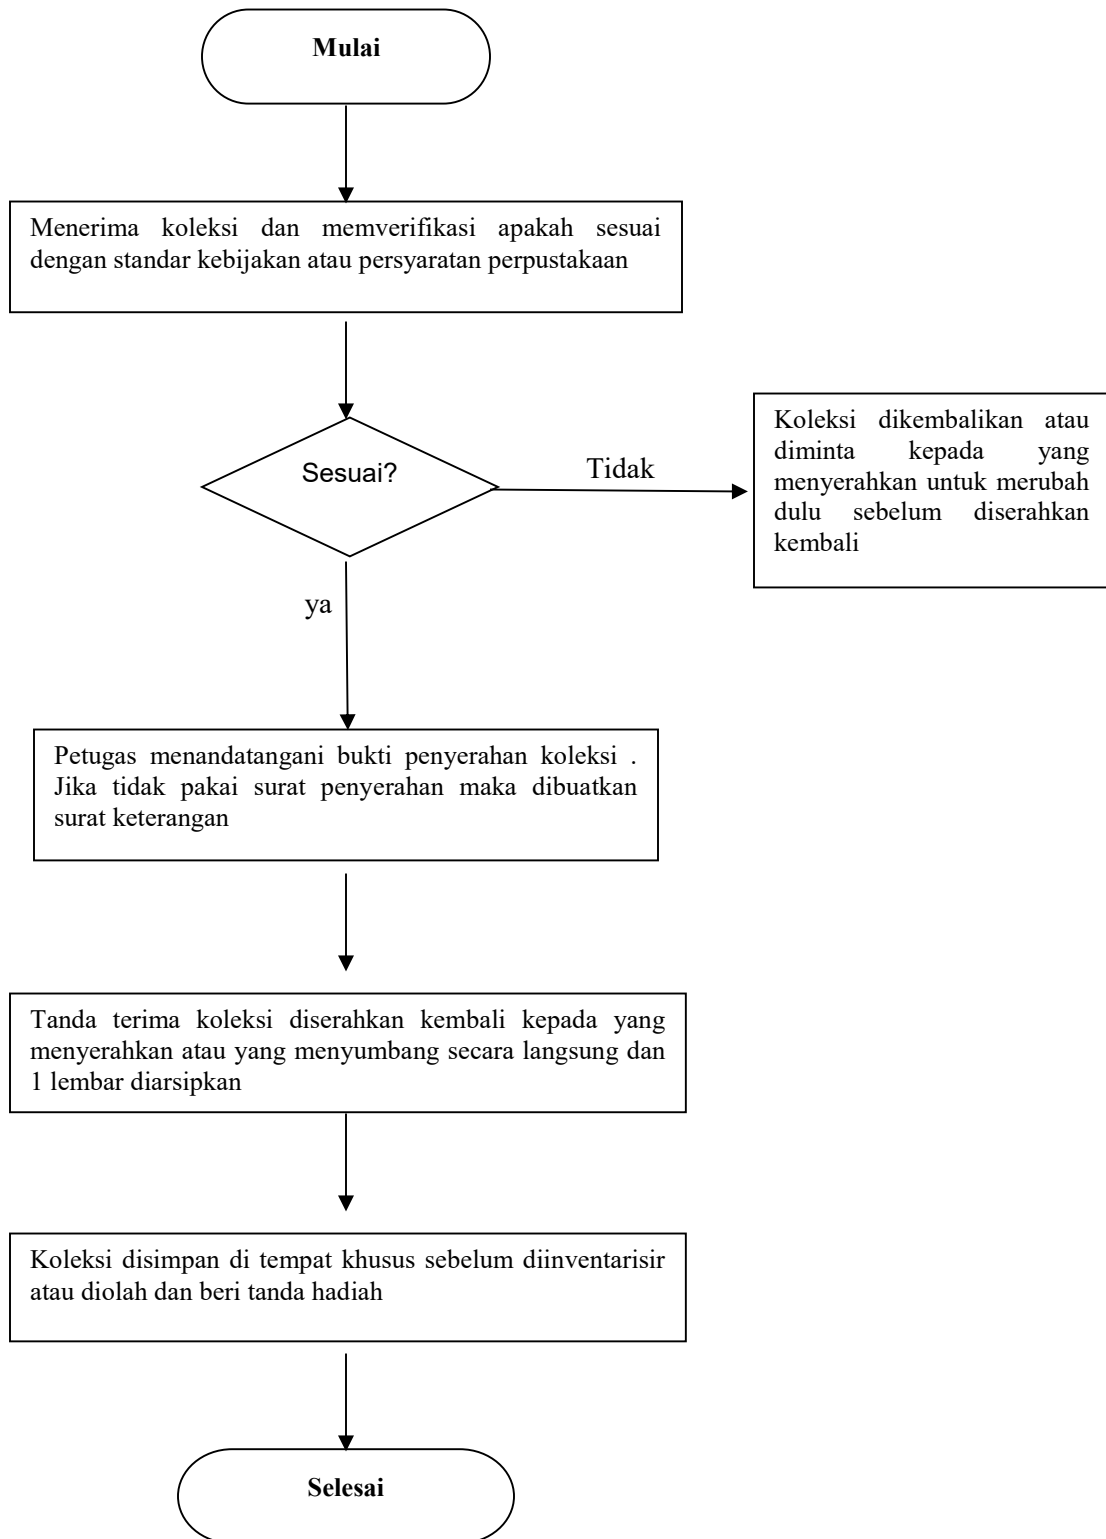 Mulai
Menerima koleksi dan memverifikasi apakah sesuai
dengan standar kebijakan atau persyaratan perpustakaan
Sesuai?
Tidak
Koleksi dikembalikan atau
diminta kepada yang
menyerahkan untuk merubah
dulu sebelum diserahkan
kembali
ya
Petugas menandatangani bukti penyerahan koleksi .
Jika tidak pakai surat penyerahan maka dibuatkan
surat keterangan
Tanda terima koleksi diserahkan kembali kepada yang
menyerahkan atau yang menyumbang secara langsung dan
1 lembar diarsipkan
Koleksi disimpan di tempat khusus sebelum diinventarisir
atau diolah dan beri tanda hadiah
Selesai